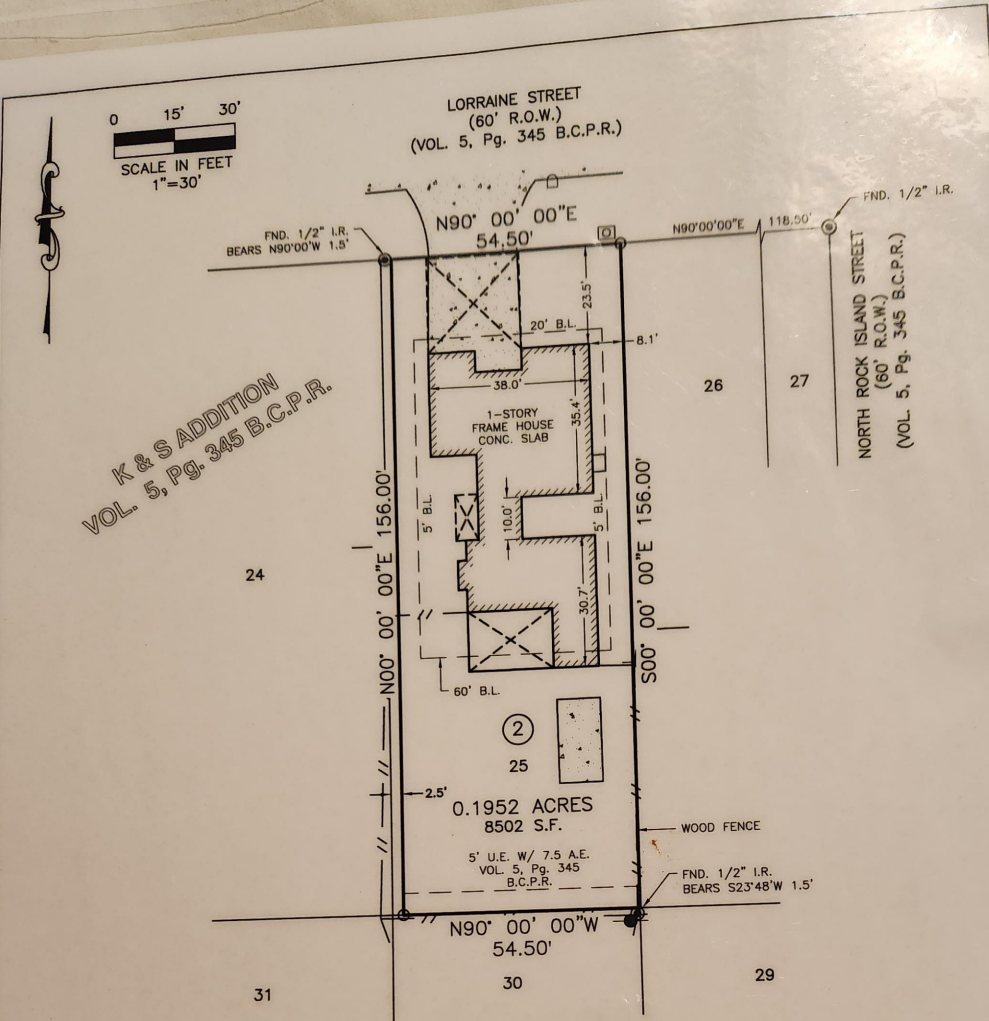 0 15' 30'
SCALE IN FEET
1"=30'
LORRAINE STREET
(60' R.O.W.)
(VOL. 5, Pg. 345 B.C.P.R.)
FND. 1/2" I.R.
BEARS N90°00'W 1.5'
N90° 00' 00"E
54.50'
N90°00'00"E 118.50'
FND. 1/2" I.R.
NORTH ROCK ISLAND STREET
(60' R.O.W.)
(VOL. 5, Pg. 345 B.C.P.R.)
23.5'
20' B.L.
8.1'
38.0'
1-STORY
FRAME HOUSE
CONC. SLAB
35.4'
26
27
K & S ADDITION
VOL. 5, Pg. 345 B.C.P.R.
N00° 00' 00"E 156.00'
5' B.L.
10.0'
5' B.L.
S00° 00' 00"E 156.00'
24
30.7'
60' B.L.
2
25
2.5'
0.1952 ACRES
8502 S.F.
WOOD FENCE
5' U.E. W/ 7.5 A.E.
VOL. 5, Pg. 345
B.C.P.R.
FND. 1/2" I.R.
BEARS S23°48'W 1.5'
N90° 00' 00"W
54.50'
31
30
29